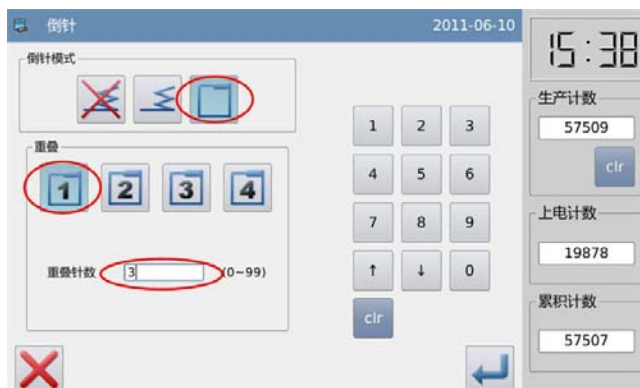 倒针 2011-06-10
15:38
倒针模式
重叠
1 2 3 4
重叠针数 3 (0~99)
1 2 3
4 5 6
7 8 9
↑ ↓ 0
clr
生产计数
57509
clr
上电计数
19878
累积计数
57507